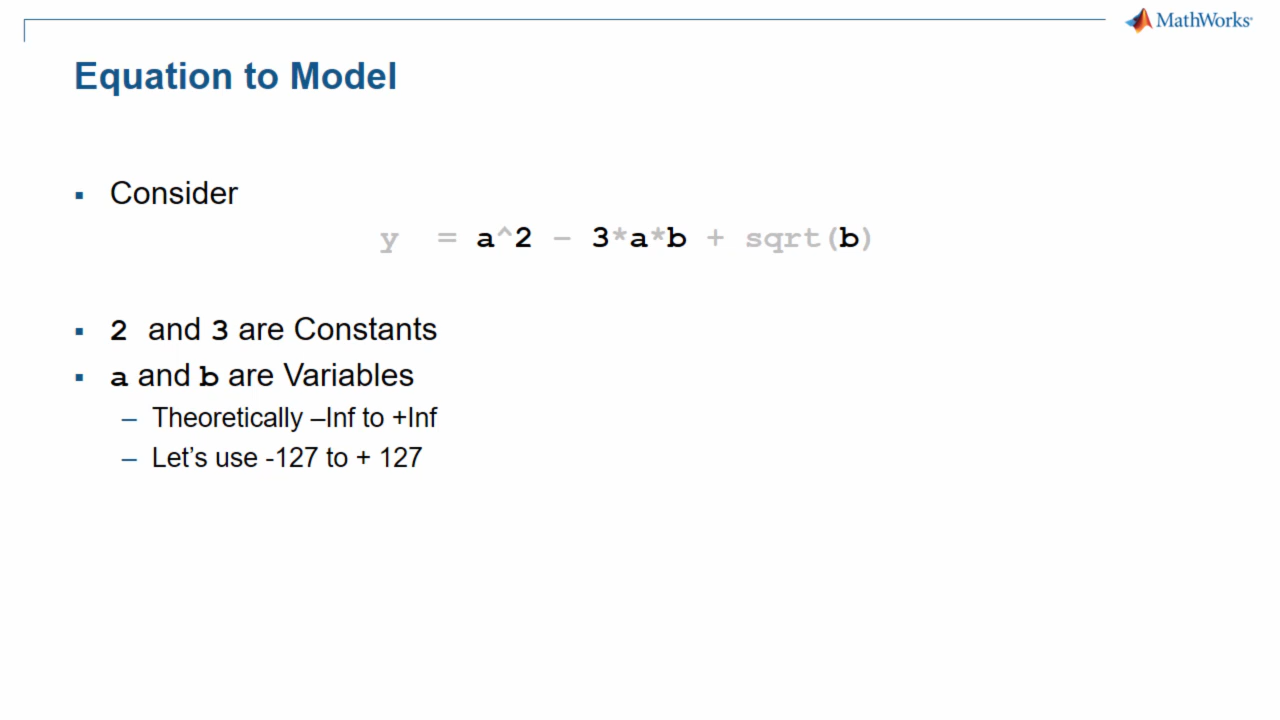 MathWorks
Equation to Model
▪ Consider
y = a^2 – 3*a*b + sqrt(b)
▪ 2 and 3 are Constants
▪ a and b are Variables
– Theoretically –Inf to +Inf
– Let’s use -127 to + 127